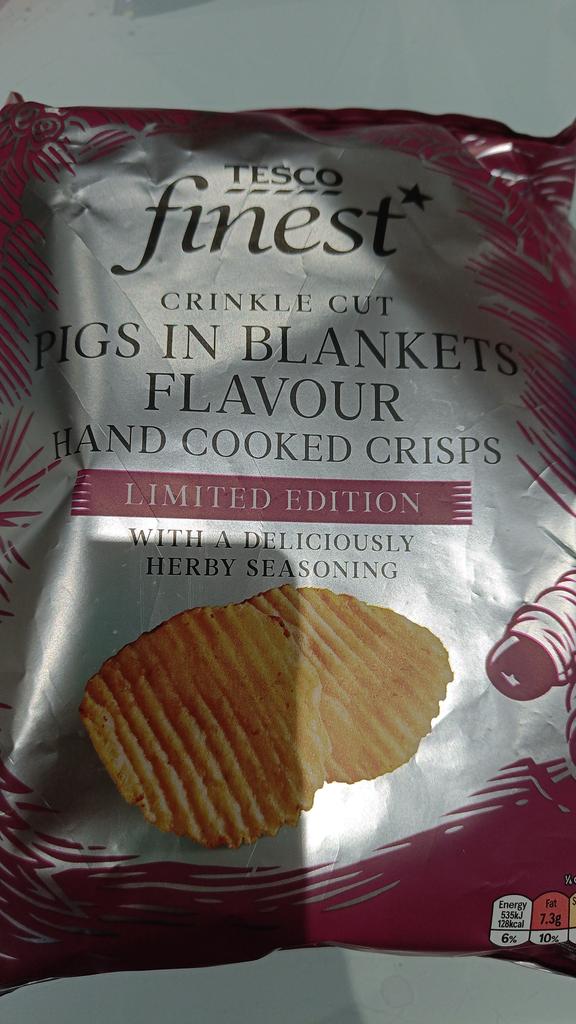 TESCO
finest*
CRINKLE CUT
PIGS IN BLANKETS
FLAVOUR
HAND COOKED CRISPS
LIMITED EDITION
WITH A DELICIOUSLY
HERBY SEASONING
Energy
535kJ
128kcal
6%
Fat
7.3g
10%